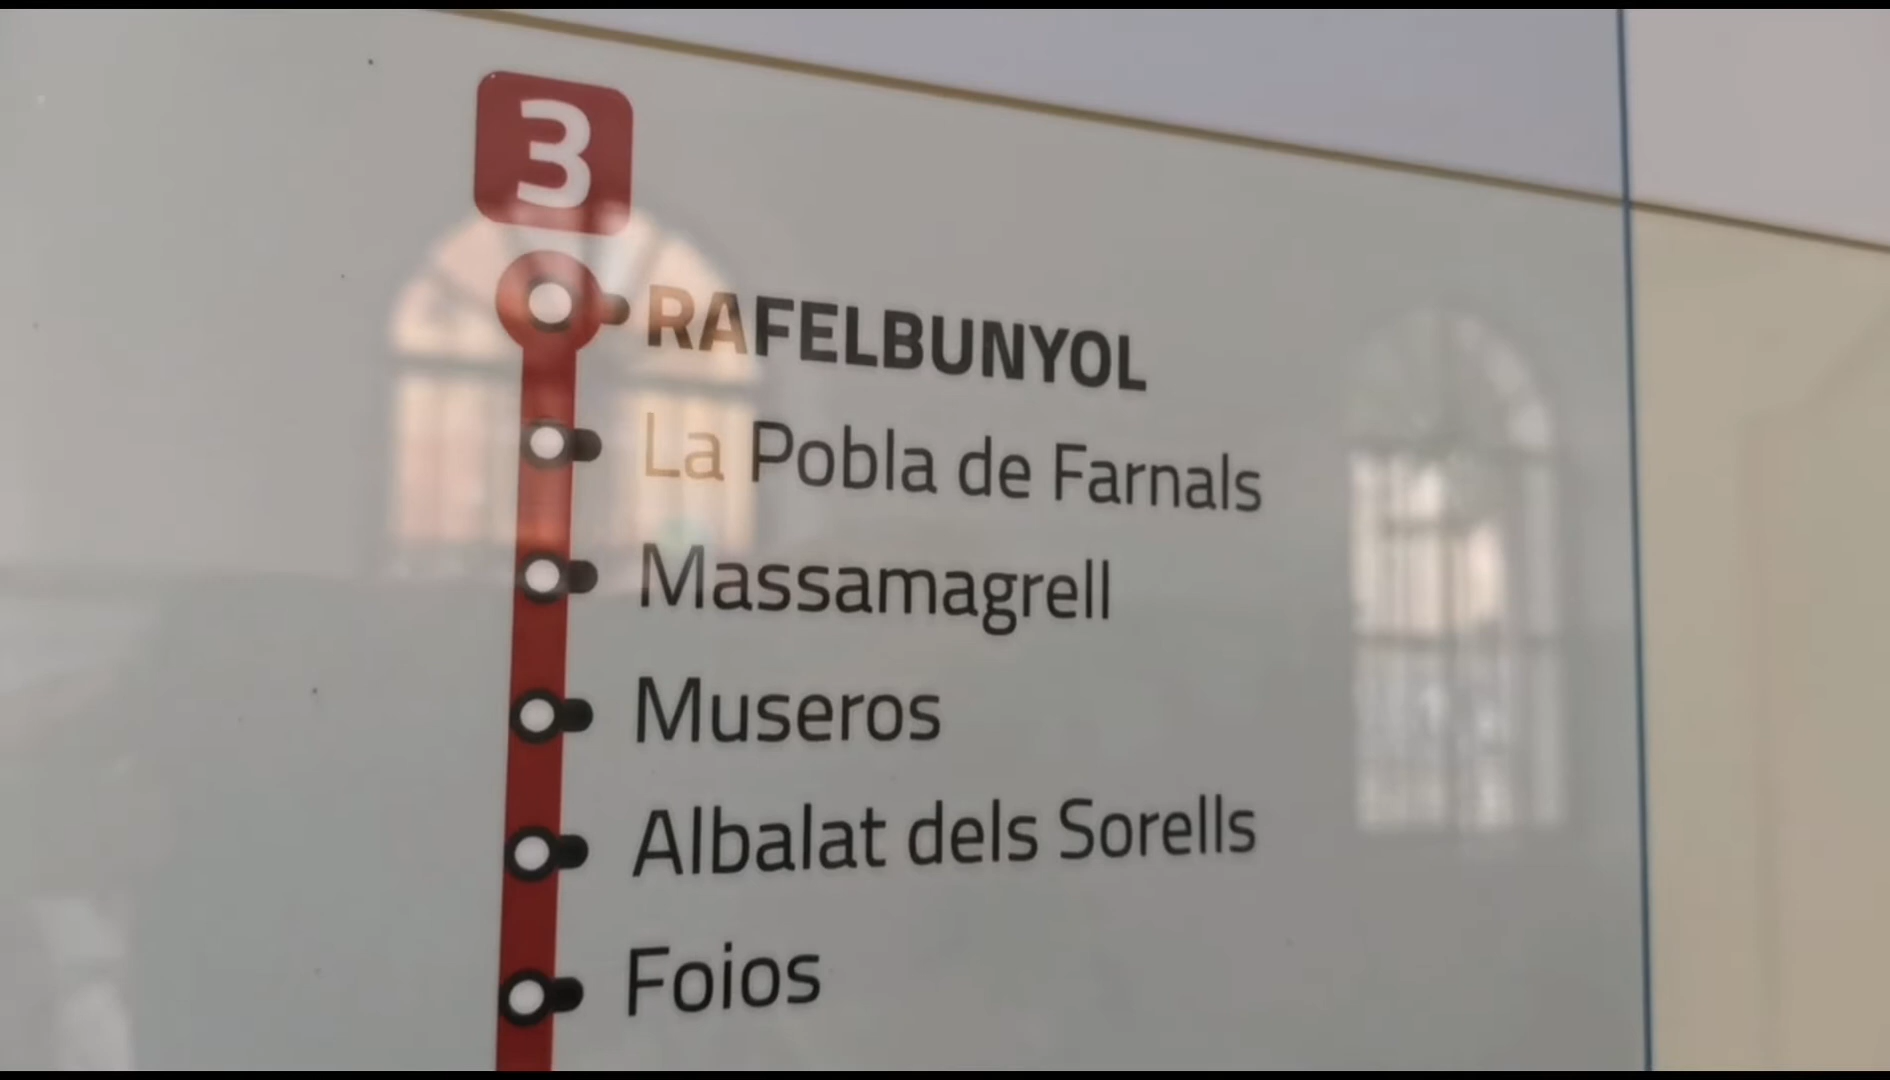 3
RAFELBUNYOL
La Pobla de Farnals
Massamagrell
Museros
Albalat dels Sorells
Foios